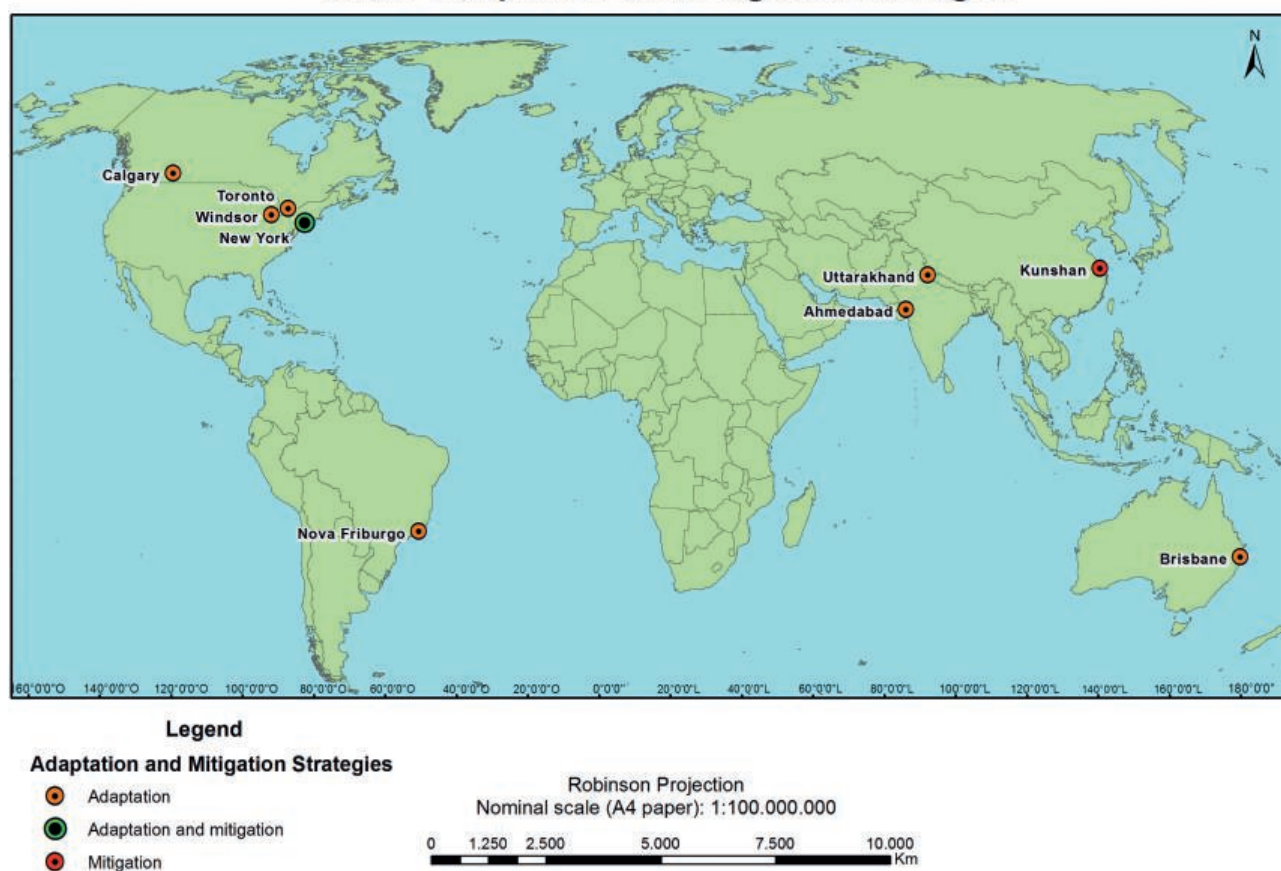 N
Calgary
Toronto
Windsor
New York
Uttarakhand
Kunshan
Ahmedabad
Nova Friburgo
Brisbane
160°0'0"O 140°0'0"O 120°0'0"O 100°0'0"O 80°0'0"O 60°0'0"O 40°0'0"O 20°0'0"O 0°0'0" 20°0'0"L 40°0'0"L 60°0'0"L 80°0'0"L 100°0'0"L 120°0'0"L 140°0'0"L 160°0'0"L 180°0'0"
Legend
Adaptation and Mitigation Strategies
Adaptation
Adaptation and mitigation
Mitigation
Robinson Projection
Nominal scale (A4 paper): 1:100.000.000
0 1.250 2.500 5.000 7.500 10.000
Km